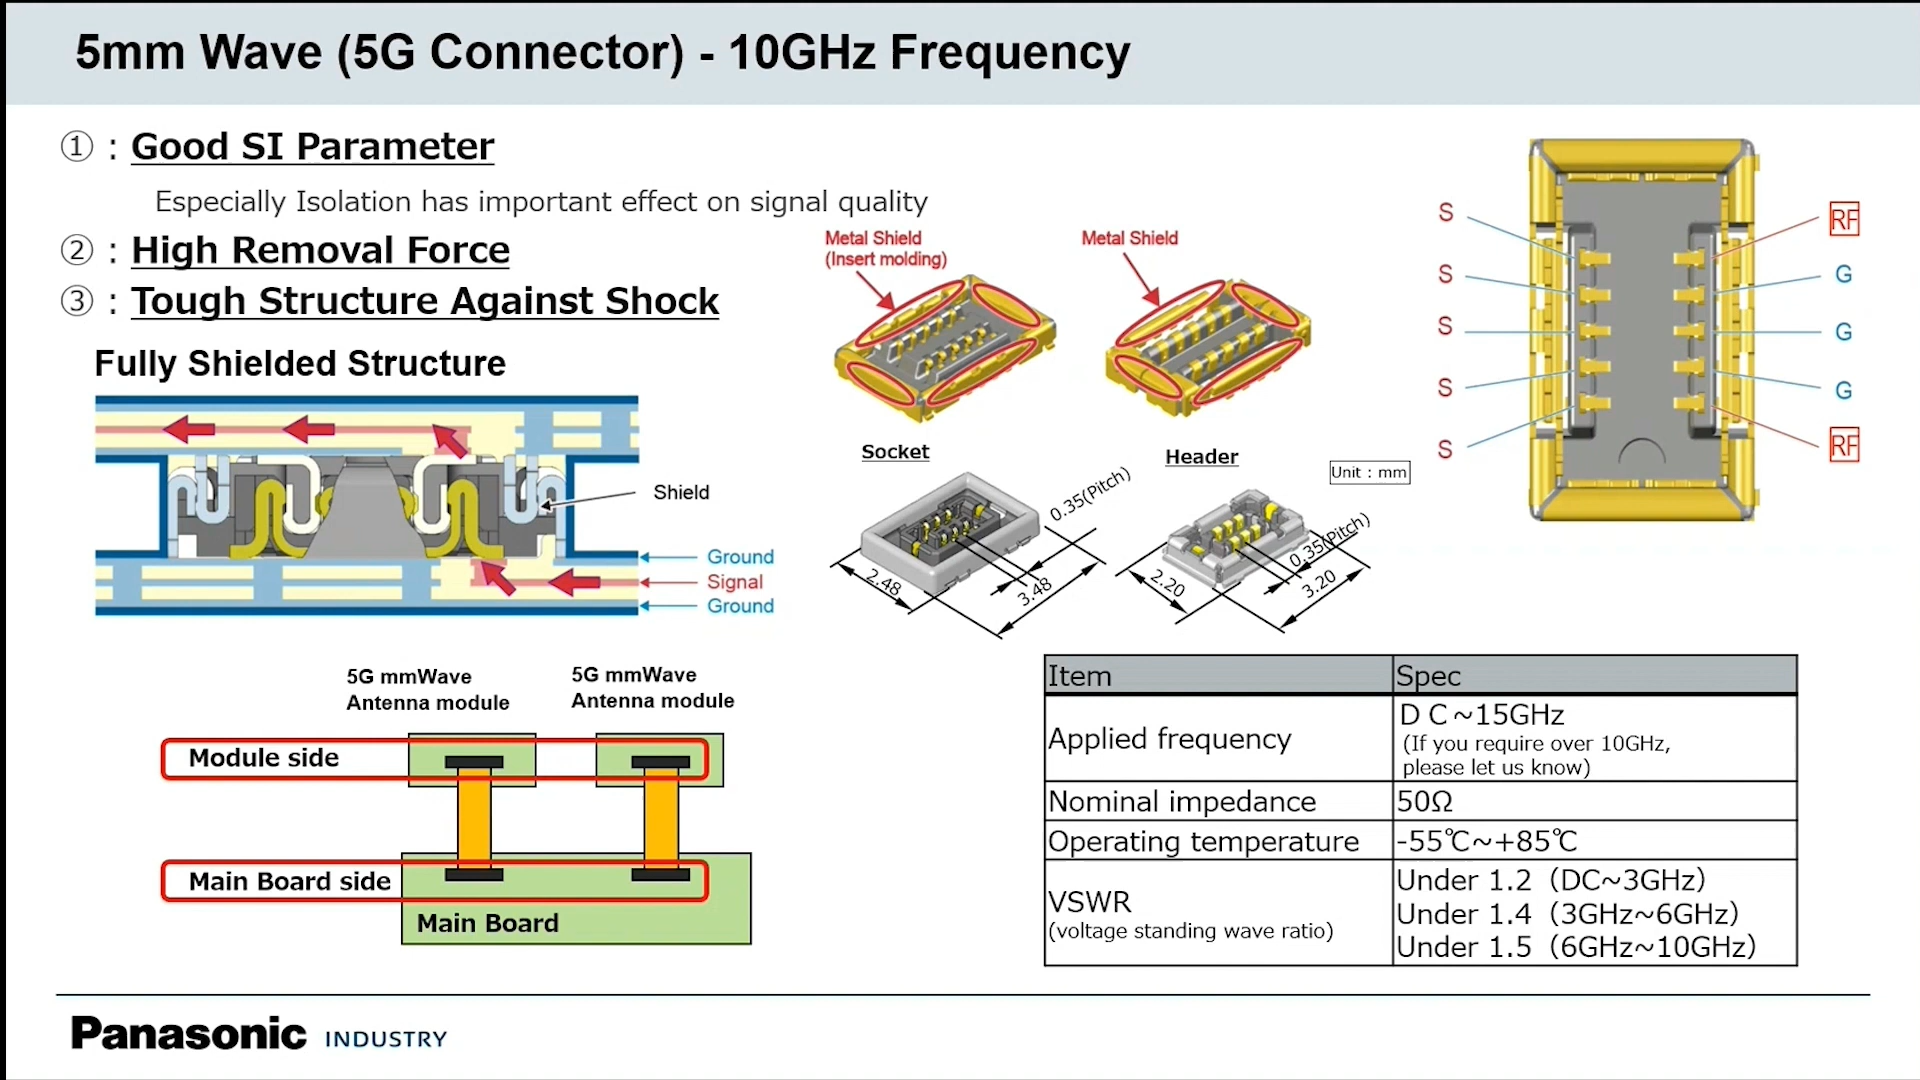 5mm Wave (5G Connector) - 10GHz Frequency
① : Good SI Parameter
Especially Isolation has important effect on signal quality
② : High Removal Force
③ : Tough Structure Against Shock
Fully Shielded Structure
Shield
Ground
Signal
Ground
Metal Shield
(Insert molding)
Metal Shield
Socket
Header
Unit : mm
0.35(Pitch)
2.48
3.48
0.35(Pitch)
2.20
3.20
S
S
S
S
S
RF
G
G
G
RF
5G mmWave
Antenna module
5G mmWave
Antenna module
Module side
Main Board side
Main Board
Item Spec
Applied frequency
ＤＣ~15GHz
(If you require over 10GHz,
please let us know)
Nominal impedance 50Ω
Operating temperature -55℃~+85℃
VSWR
(voltage standing wave ratio)
Under 1.2（DC~3GHz）
Under 1.4（3GHz~6GHz）
Under 1.5（6GHz~10GHz）
Panasonic INDUSTRY